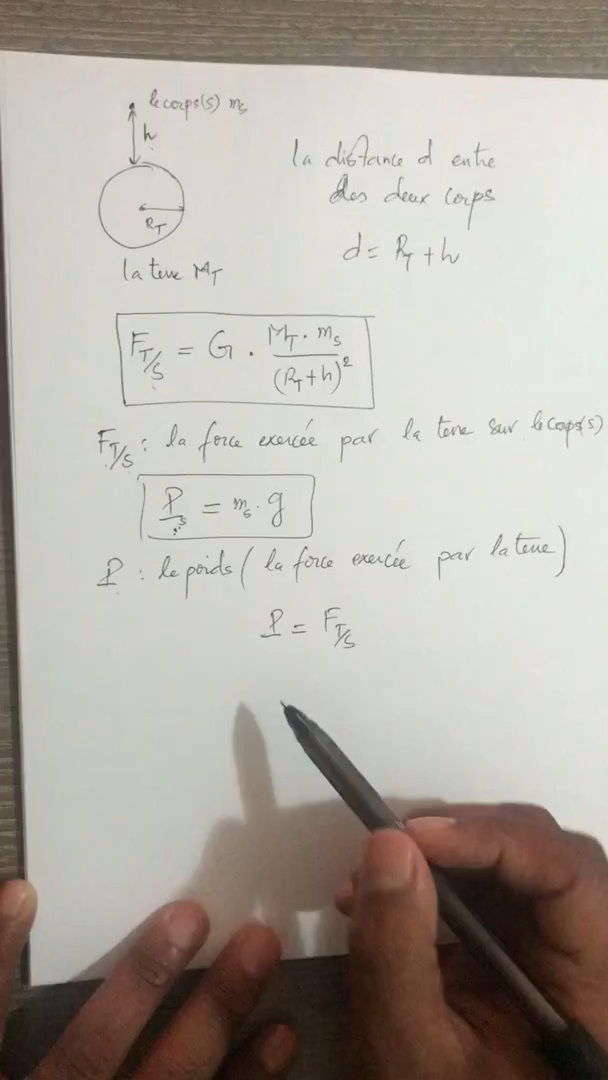 le corps(s) ms
h
RT
la terre MT
la distance d entre
des deux corps
d = RT + h
FT/S = G . MT . mS / (RT + h)²
FT/S : la force exercée par la terre sur le corps(s)
P/S = mS . g
P : le poids ( la force exercée par la terre )
P = FT/S